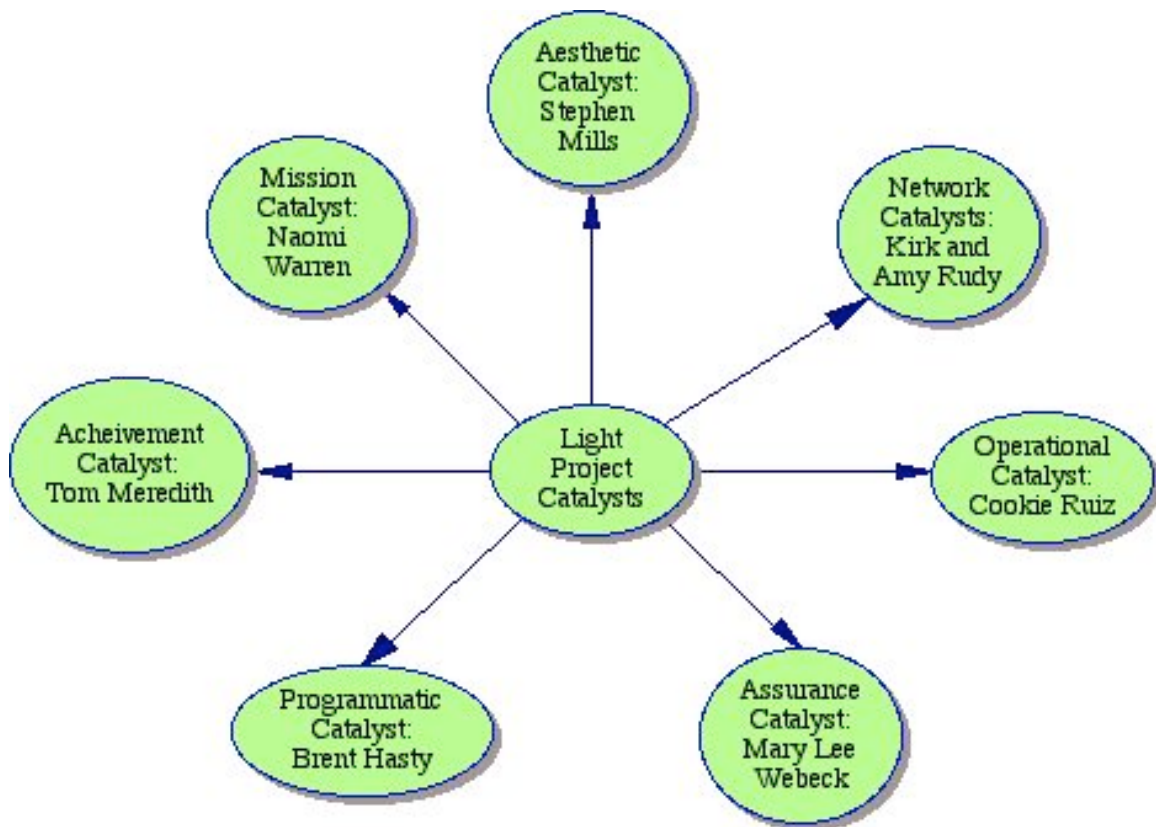 Aesthetic
Catalyst:
Stephen
Mills
Mission
Catalyst:
Naomi
Warren
Network
Catalysts:
Kirk and
Amy Rudy
Acheivement
Catalyst:
Tom Meredith
Light
Project
Catalysts
Operational
Catalyst:
Cookie Ruiz
Programmatic
Catalyst:
Brent Hasty
Assurance
Catalyst:
Mary Lee
Webeck